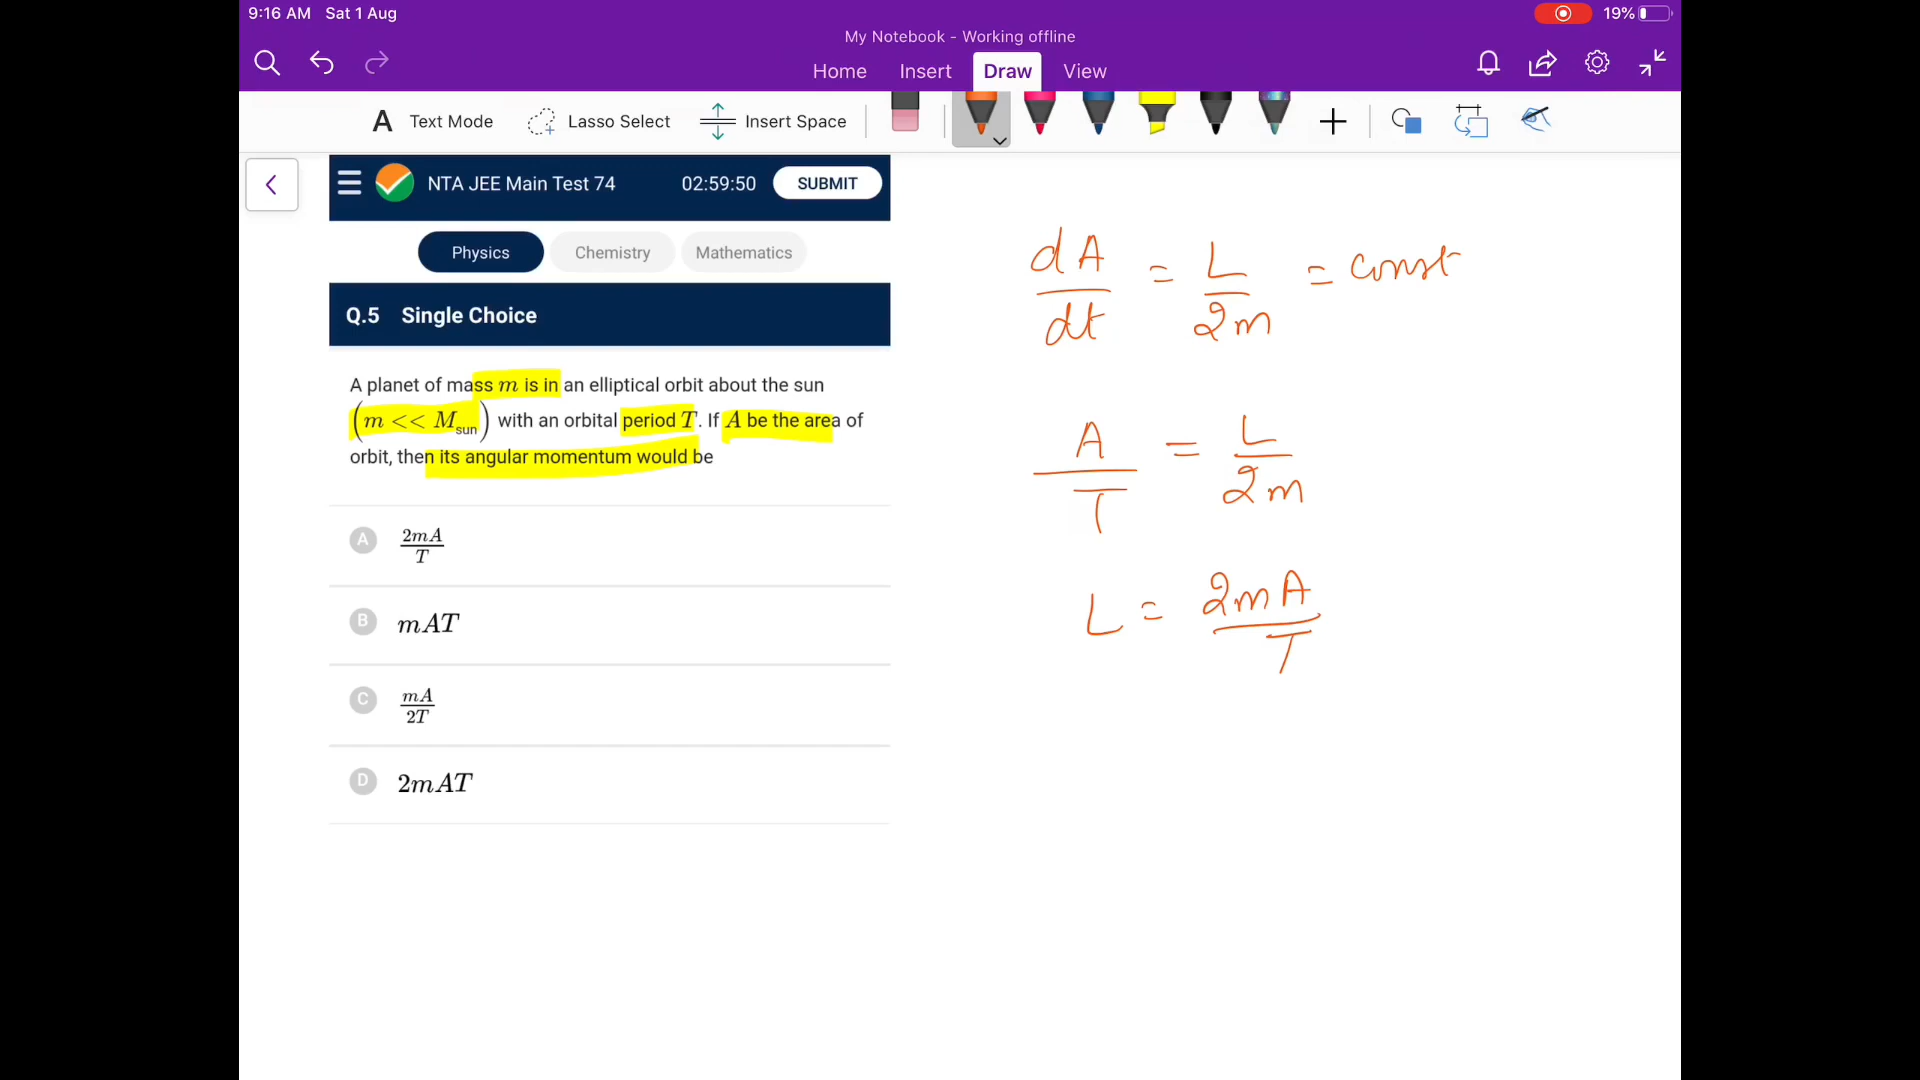 9:16 AM Sat 1 Aug 19%
My Notebook - Working offline
Home Insert Draw View
A Text Mode Lasso Select Insert Space
NTA JEE Main Test 74 02:59:50 SUBMIT
Physics Chemistry Mathematics
Q.5 Single Choice
A planet of mass m is in an elliptical orbit about the sun
(m << M_sun) with an orbital period T. If A be the area of
orbit, then its angular momentum would be
A 2mA/T
B mAT
C mA/2T
D 2mAT
dA/dt = L/2m = const
A/T = L/2m
L = 2mA/T